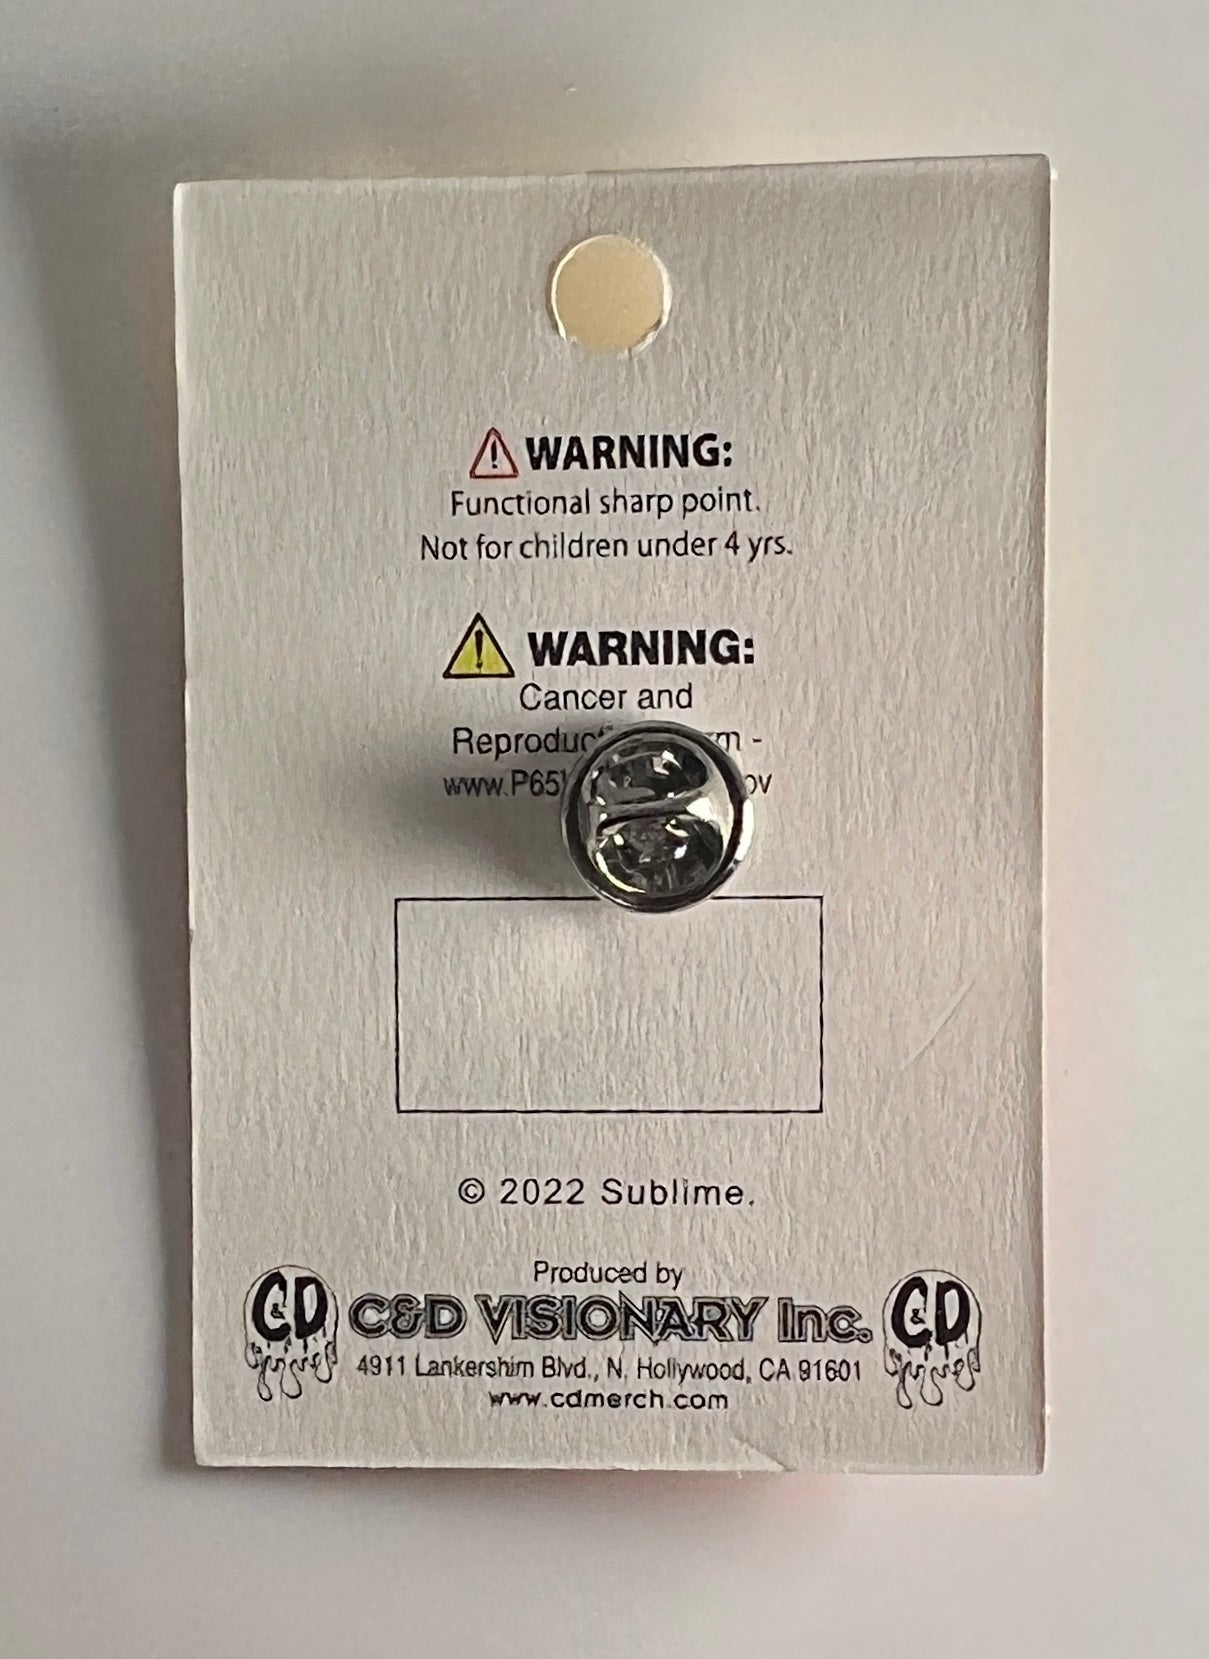 WARNING:
Functional sharp point.
Not for children under 4 yrs.
WARNING:
Cancer and
-
© 2022 Sublime.
Produced by
C&D C&D VISIONARY Inc. C&D
4911 Lankershim Blvd., N. Hollywood, CA 91601
www.cdmerch.com